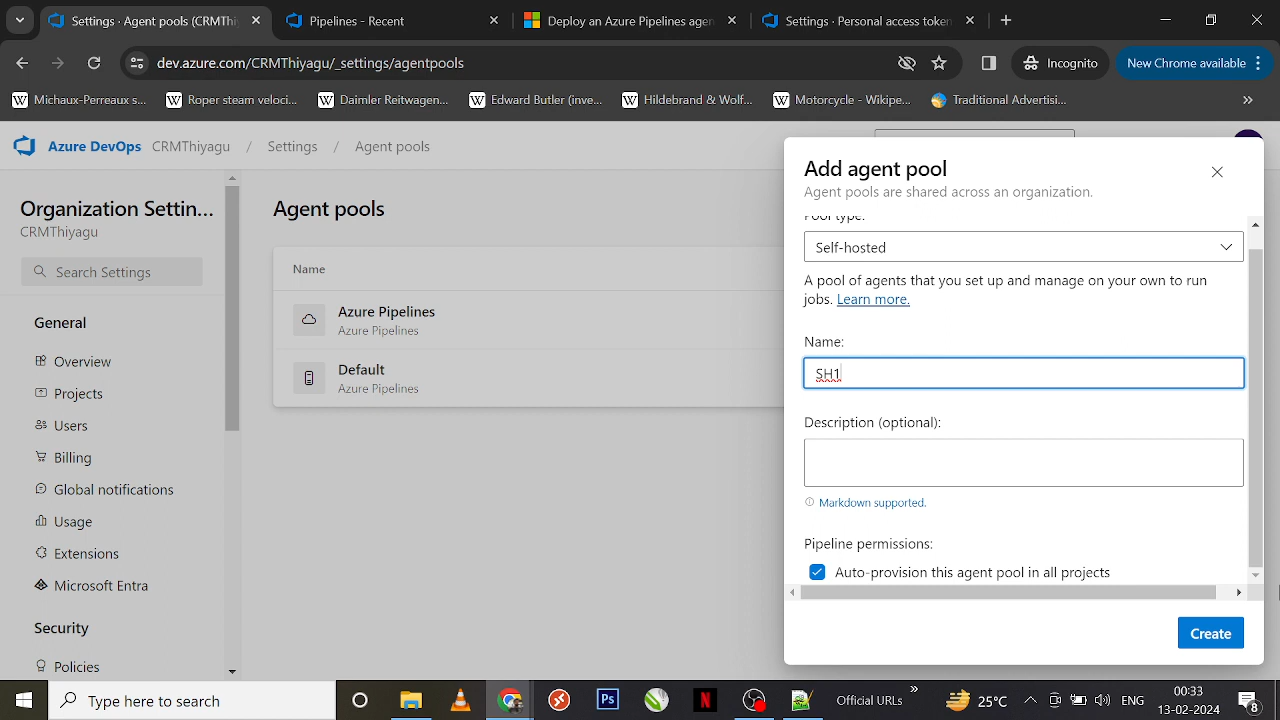 Settings - Agent pools (CRMThi
Pipelines - Recent
Deploy an Azure Pipelines agen
Settings · Personal access token
dev.azure.com/CRMThiyagu/_settings/agentpools
Incognito
New Chrome available
Michaux-Perreaux s...
Roper steam veloci...
Daimler Reitwagen...
Edward Butler (inve...
Hildebrand & Wolf...
Motorcycle - Wikipe...
Traditional Advertisi...
Azure DevOps CRMThiyagu / Settings / Agent pools
Organization Settin...
CRMThiyagu
Search Settings
General
Overview
Projects
Users
Billing
Global notifications
Usage
Extensions
Microsoft Entra
Security
Policies
Agent pools
Name
Azure Pipelines
Azure Pipelines
Default
Azure Pipelines
Add agent pool
Agent pools are shared across an organization.
Pool type:
Self-hosted
A pool of agents that you set up and manage on your own to run
jobs. Learn more.
Name:
SH1
Description (optional):
Markdown supported.
Pipeline permissions:
Auto-provision this agent pool in all projects
Create
Type here to search
Ps
N
Official URLs
25°C
ENG
00:33
13-02-2024
8